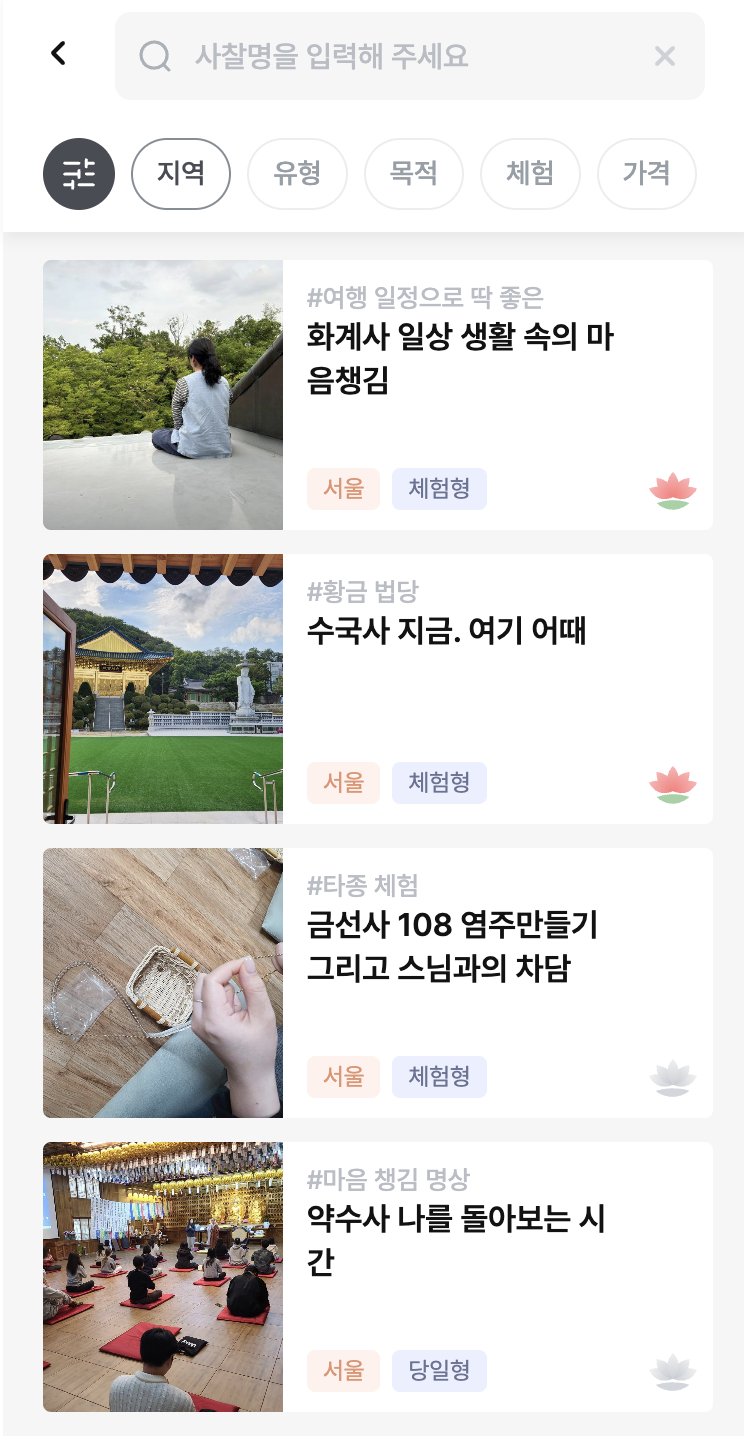 사찰명을 입력해 주세요
지역 유형 목적 체험 가격
#여행 일정으로 딱 좋은
화계사 일상 생활 속의 마
음챙김
서울 체험형
#황금 법당
수국사 지금. 여기 어때
서울 체험형
#타종 체험
금선사 108 염주만들기
그리고 스님과의 차담
서울 체험형
#마음 챙김 명상
약수사 나를 돌아보는 시
간
서울 당일형